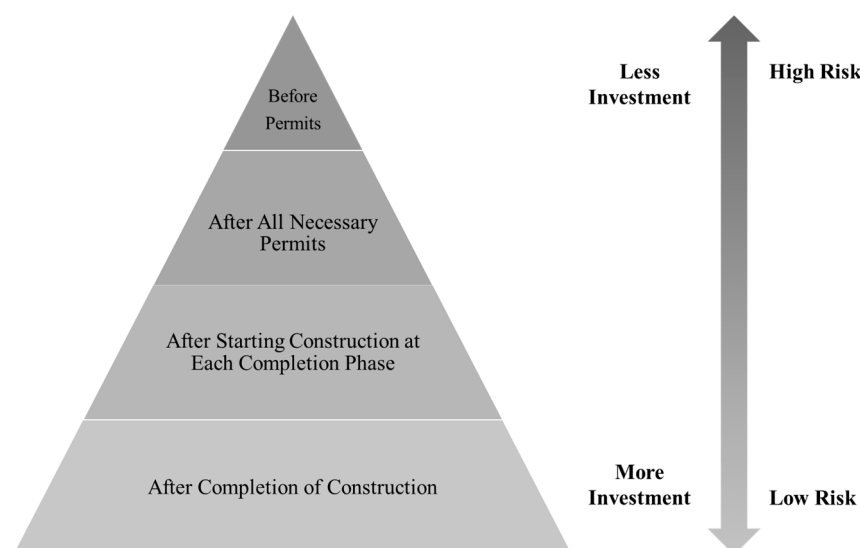 Before
Permits
After All Necessary
Permits
After Starting Construction at
Each Completion Phase
After Completion of Construction
Less
Investment
High Risk
More
Investment
Low Risk